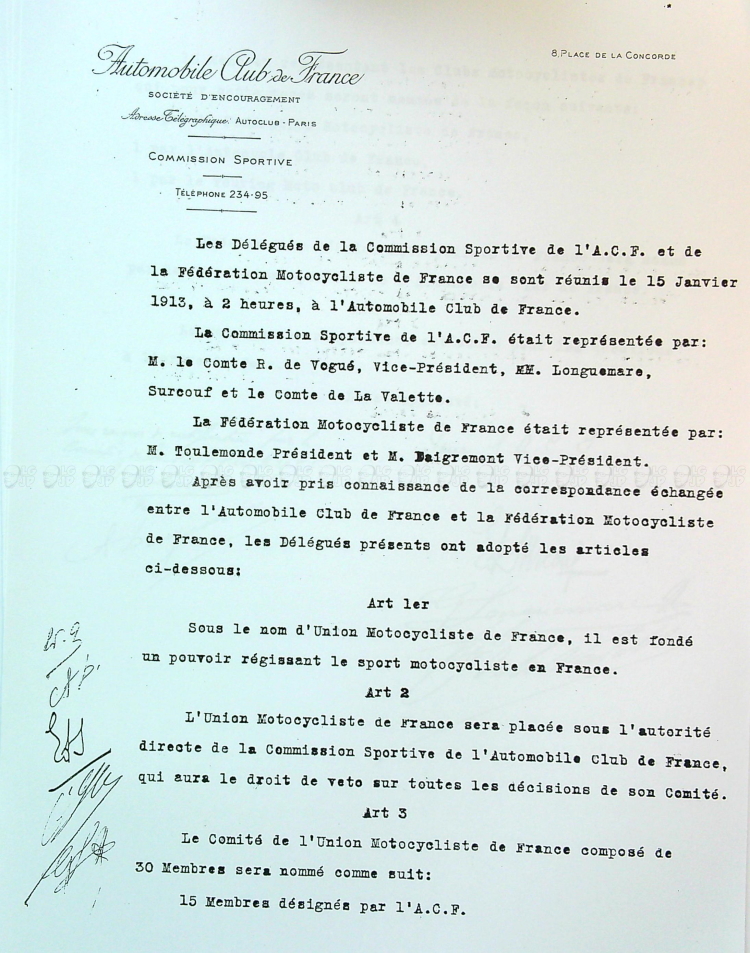 Automobile Club de France
8, PLACE DE LA CONCORDE
SOCIÉTÉ D'ENCOURAGEMENT
Adresse Télégraphique: AUTOCLUB - PARIS
COMMISSION SPORTIVE
TÉLÉPHONE 234-95
Les Délégués de la Commission Sportive de l'A.C.F. et de
la Fédération Motocycliste de France se sont réunis le 15 Janvier
1913, à 2 heures, à l'Automobile Club de France.
La Commission Sportive de l'A.C.F. était représentée par:
M. le Comte R. de Vogué, Vice-Président, MM. Longuemare,
Surcouf et le Comte de La Valette.
La Fédération Motocycliste de France était représentée par:
M. Toulemonde Président et M. Daigremont Vice-Président.
Après avoir pris connaissance de la correspondance échangée
entre l'Automobile Club de France et la Fédération Motocycliste
de France, les Délégués présents ont adopté les articles
ci-dessous:
Art 1er
Sous le nom d'Union Motocycliste de France, il est fondé
un pouvoir régissant le sport motocycliste en France.
Art 2
L'Union Motocycliste de France sera placée sous l'autorité
directe de la Commission Sportive de l'Automobile Club de France,
qui aura le droit de veto sur toutes les décisions de son Comité.
Art 3
Le Comité de l'Union Motocycliste de France composé de
30 Membres sera nommé comme suit:
15 Membres désignés par l'A.C.F.